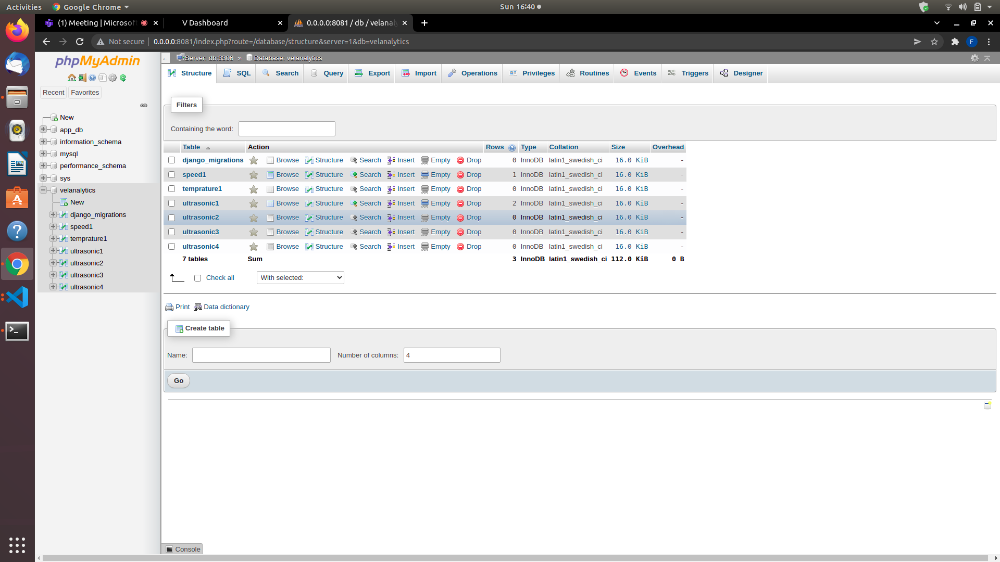 Activities Google Chrome Sun 16:40
(1) Meeting | Microsof V Dashboard 0.0.0.0:8081 / db / velanal
Not secure 0.0.0.0:8081/index.php?route=/database/structure&server=1&db=velanalytics F
phpMyAdmin
Recent Favorites
New
app_db
information_schema
mysql
performance_schema
sys
velanalytics
New
django_migrations
speed1
temprature1
ultrasonic1
ultrasonic2
ultrasonic3
ultrasonic4
Server: db:3306 » Database: velanalytics
Structure SQL Search Query Export Import Operations Privileges Routines Events Triggers Designer
Filters
Containing the word:
Table Action Rows Type Collation Size Overhead
django_migrations Browse Structure Search Insert Empty Drop 0 InnoDB latin1_swedish_ci 16.0 KiB -
speed1 Browse Structure Search Insert Empty Drop 1 InnoDB latin1_swedish_ci 16.0 KiB -
temprature1 Browse Structure Search Insert Empty Drop 0 InnoDB latin1_swedish_ci 16.0 KiB -
ultrasonic1 Browse Structure Search Insert Empty Drop 2 InnoDB latin1_swedish_ci 16.0 KiB -
ultrasonic2 Browse Structure Search Insert Empty Drop 0 InnoDB latin1_swedish_ci 16.0 KiB -
ultrasonic3 Browse Structure Search Insert Empty Drop 0 InnoDB latin1_swedish_ci 16.0 KiB -
ultrasonic4 Browse Structure Search Insert Empty Drop 0 InnoDB latin1_swedish_ci 16.0 KiB -
7 tables Sum 3 InnoDB latin1_swedish_ci 112.0 KiB 0 B
Check all With selected:
Print Data dictionary
Create table
Name: Number of columns: 4
Go
Console